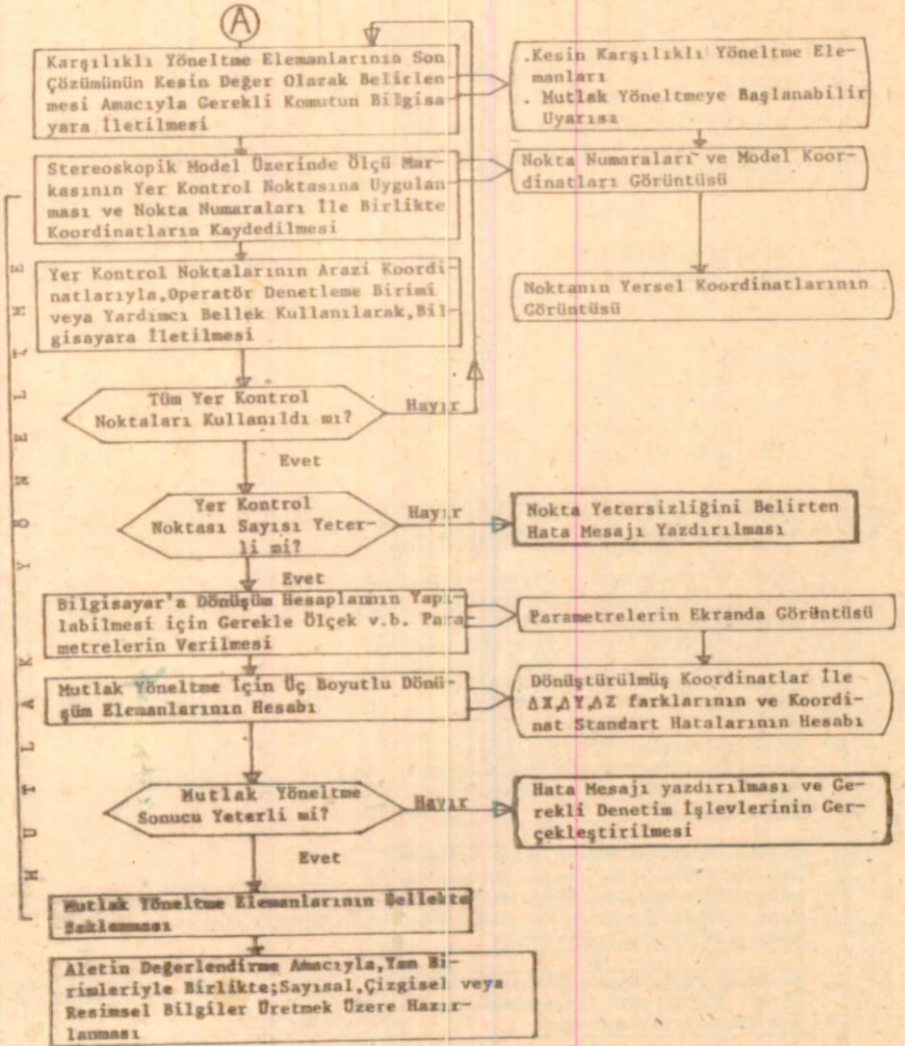 A
Karşılıklı Yöneltme Elemanlarının Son
Çözümünün Kesin Değer Olarak Belirlen
mesi Amacıyla Gerekli Komutun Bilgisa-
yara İletilmesi
.Kesin Karşılıklı Yöneltme Ele-
manları
. Mutlak Yöneltmeye Başlanabilir
Uyarısı
Stereoskopik Model Üzerinde Ölçü Mar-
kasının Yer Kontrol Noktasına Uygulan
ması ve Nokta Numaraları İle Birlikte
Koordinatların Kaydedilmesi
Nokta Numaraları ve Model Koor-
dinatları Görüntüsü
Yer Kontrol Noktalarının Arazi Koordi-
natlarıyla,Operatör Denetleme Birimi
veya Yardımcı Bellek Kullanılarak,Bil-
gisayara İletilmesi
Noktanın Yersel Koordinatlarının
Görüntüsü
Tüm Yer Kontrol
Noktaları Kullanıldı mı?
Hayır
Evet
Yer Kontrol
Noktası Sayısı Yeter-
li mi?
Hayır
Nokta Yetersizliğini Belirten
Hata Mesajı Yazdırılması
Evet
Bilgisayar'a Dönüşüm Hesaplarının Yapı-
labilmesi için Gerekle Ölçek v.b. Para-
metrelerin Verilmesi
Parametrelerin Ekranda Görüntüsü
Mutlak Yöneltme İçin Üç Boyutlu Dönü-
şüm Elemanlarının Hesabı
Dönüştürülmüş Koordinatlar İle
ΔX,ΔY,ΔZ farklarının ve Koordi-
nat Standart Hatalarının Hesabı
Mutlak Yöneltme
Sonucu Yeterli mi?
Hayır
Hata Mesajı yazdırılması ve Ge-
rekli Denetim İşlevlerinin Ger-
çekleştirilmesi
Evet
Mutlak Yöneltme Elemanlarının Bellekte
Saklanması
Aletin Değerlendirme Amacıyla,Yan Bi-
rimleriyle Birlikte;Sayısal,Çizgisel veya
Resimsel Bilgiler Üretmek Üzere Hazır-
lanması
MUTLAK YÖNELTME